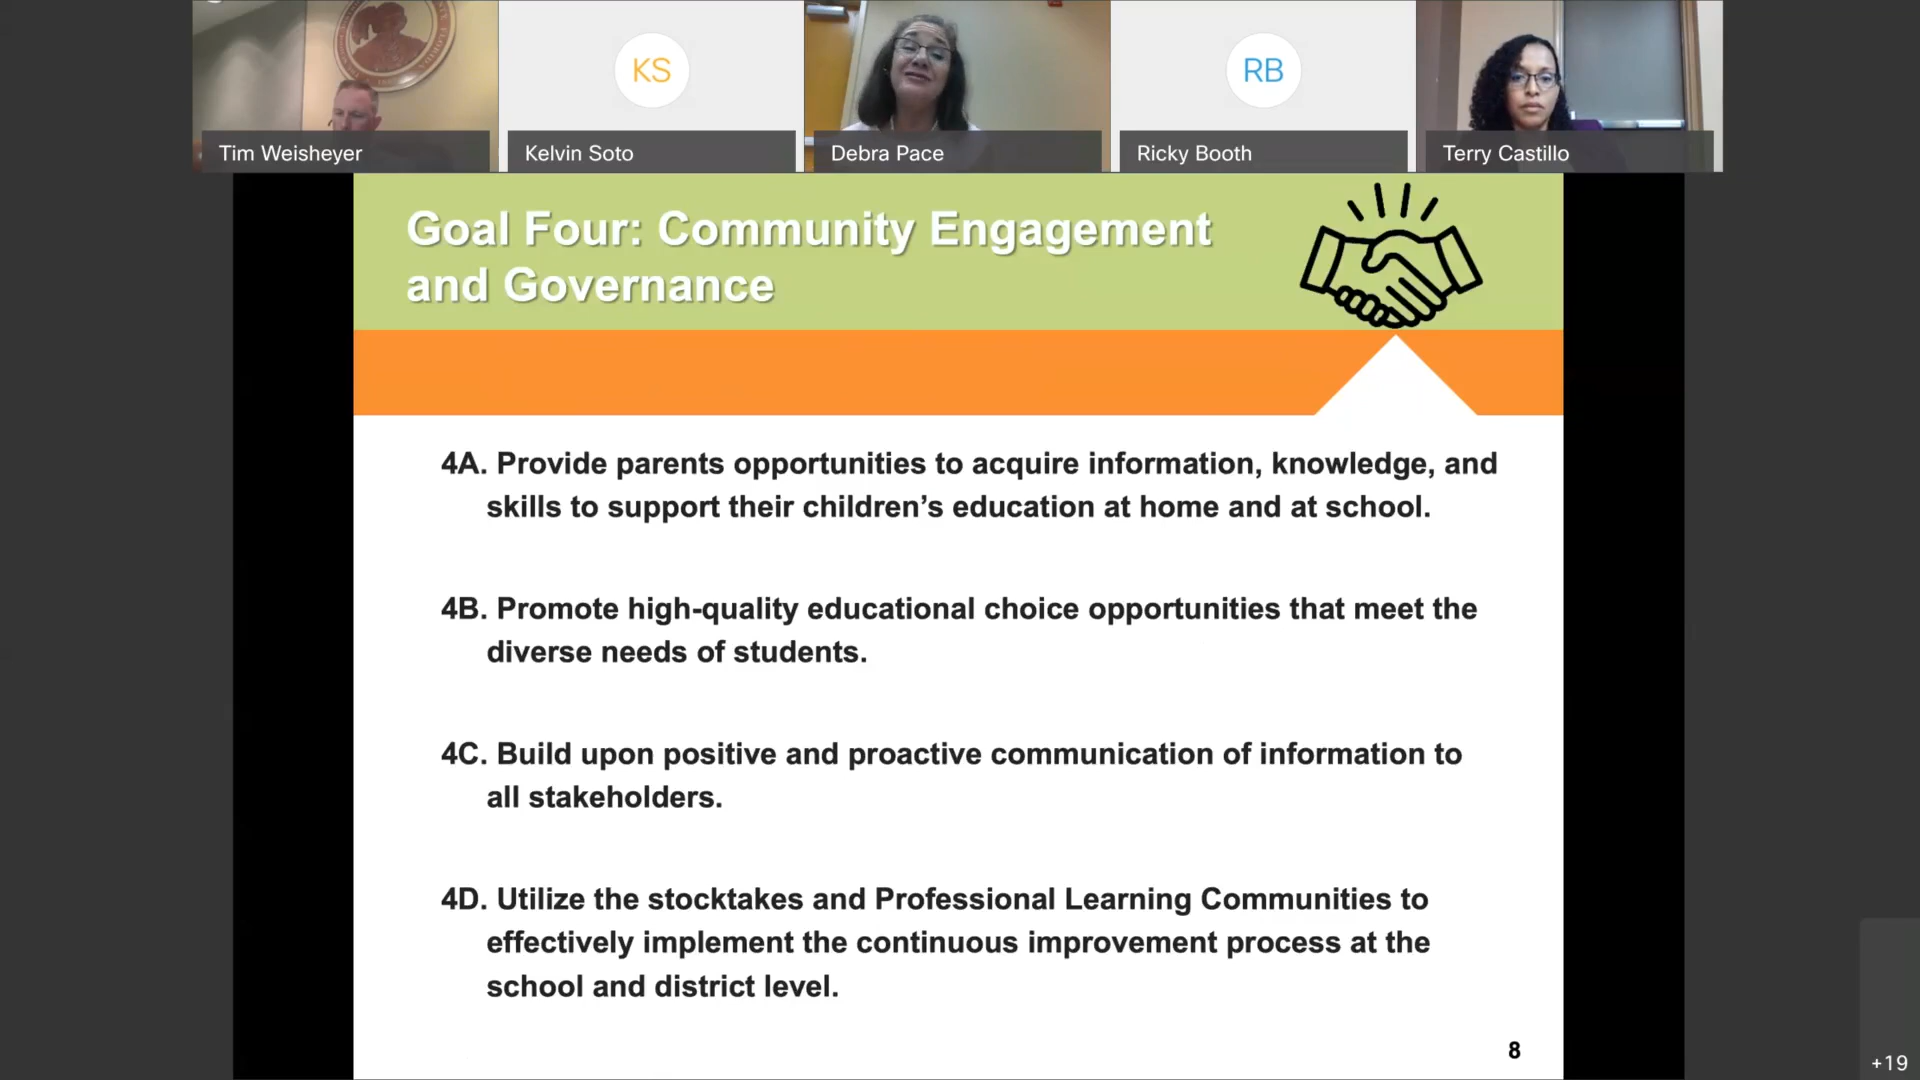 KS
RB
Tim Weisheyer
Kelvin Soto
Debra Pace
Ricky Booth
Terry Castillo
Goal Four: Community Engagement
and Governance
4A. Provide parents opportunities to acquire information, knowledge, and
skills to support their children’s education at home and at school.
4B. Promote high-quality educational choice opportunities that meet the
diverse needs of students.
4C. Build upon positive and proactive communication of information to
all stakeholders.
4D. Utilize the stocktakes and Professional Learning Communities to
effectively implement the continuous improvement process at the
school and district level.
8
+19